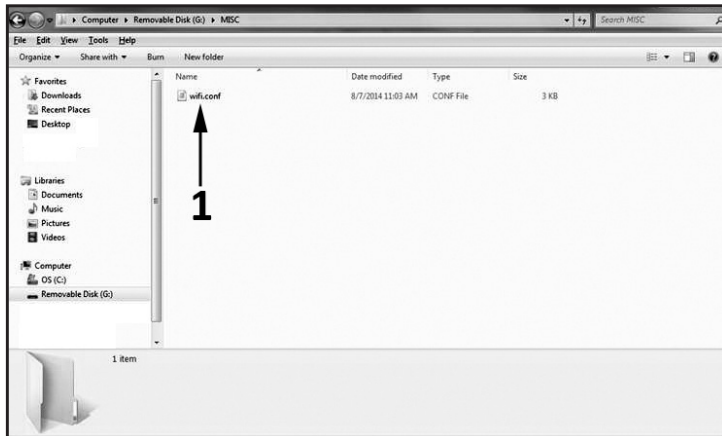 Computer ▸ Removable Disk (G:) ▸ MISC
Search MISC
File Edit View Tools Help
Organize Share with Burn New folder
Name Date modified Type Size
wifi.conf 8/7/2014 11:03 AM CONF File 3 KB
1
Favorites
Downloads
Recent Places
Desktop
Libraries
Documents
Music
Pictures
Videos
Computer
OS (C:)
Removable Disk (G:)
1 item